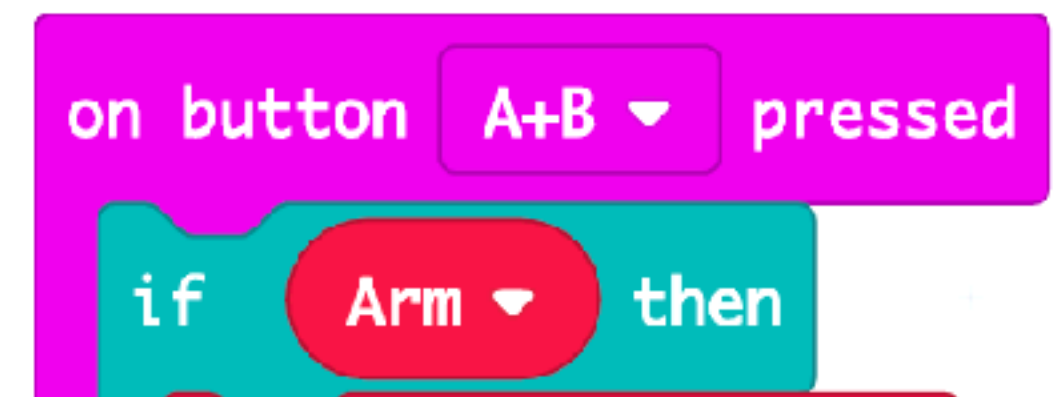 on button A+B pressed
if Arm then